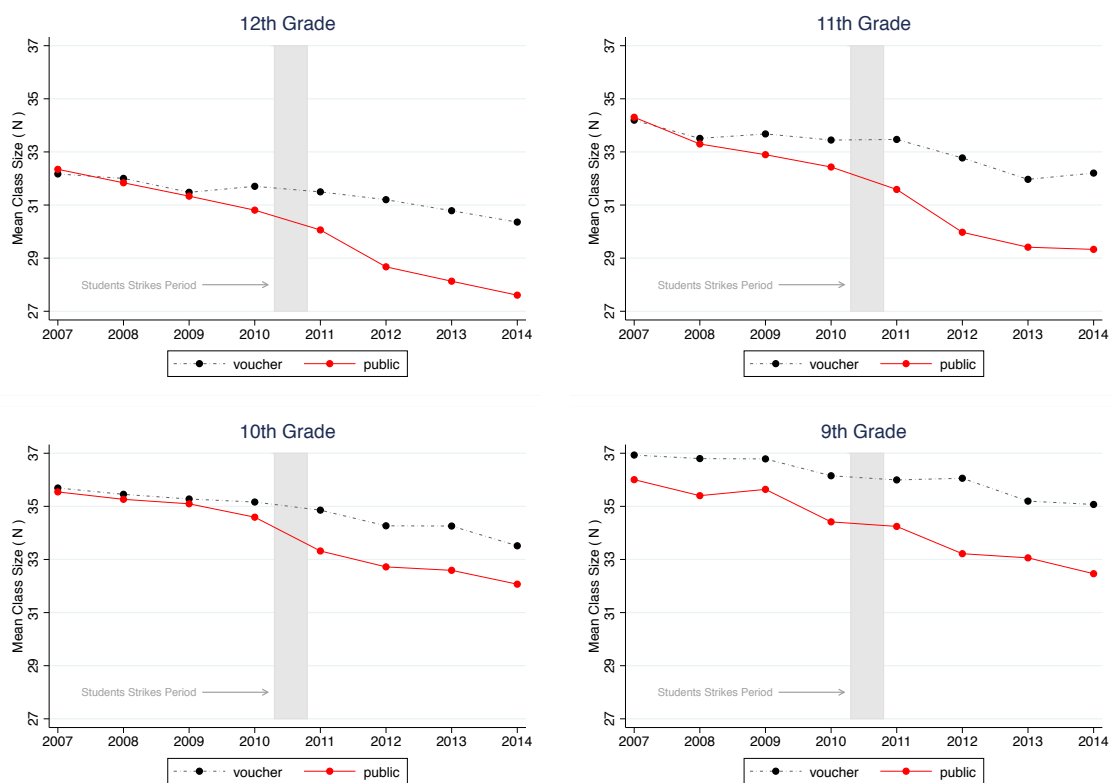 12th Grade
Mean Class Size ( N )
37
35
33
31
29
27
Students Strikes Period
2007 2008 2009 2010 2011 2012 2013 2014
voucher public
11th Grade
Mean Class Size ( N )
37
35
33
31
29
27
Students Strikes Period
2007 2008 2009 2010 2011 2012 2013 2014
voucher public
10th Grade
Mean Class Size ( N )
37
35
33
31
29
27
Students Strikes Period
2007 2008 2009 2010 2011 2012 2013 2014
voucher public
9th Grade
Mean Class Size ( N )
37
35
33
31
29
27
Students Strikes Period
2007 2008 2009 2010 2011 2012 2013 2014
voucher public